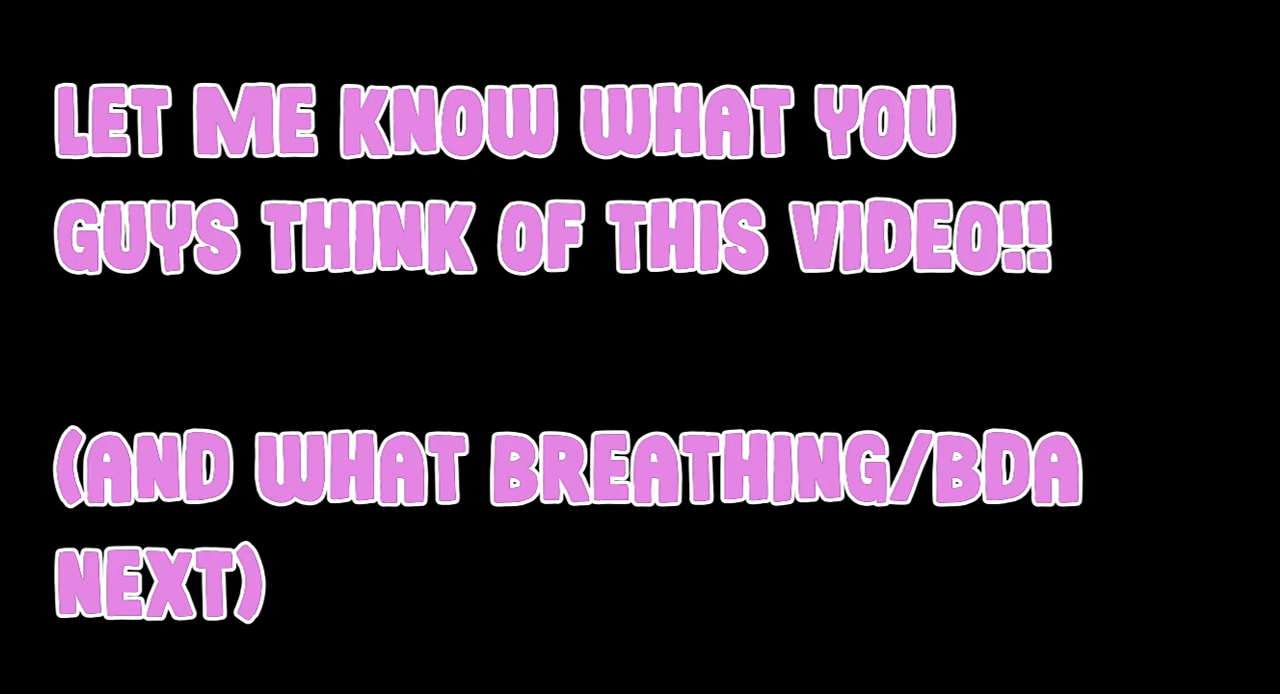 LET ME KNOW WHAT YOU
GUYS THINK OF THIS VIDEO!!
(AND WHAT BREATHING/BDA
NEXT)